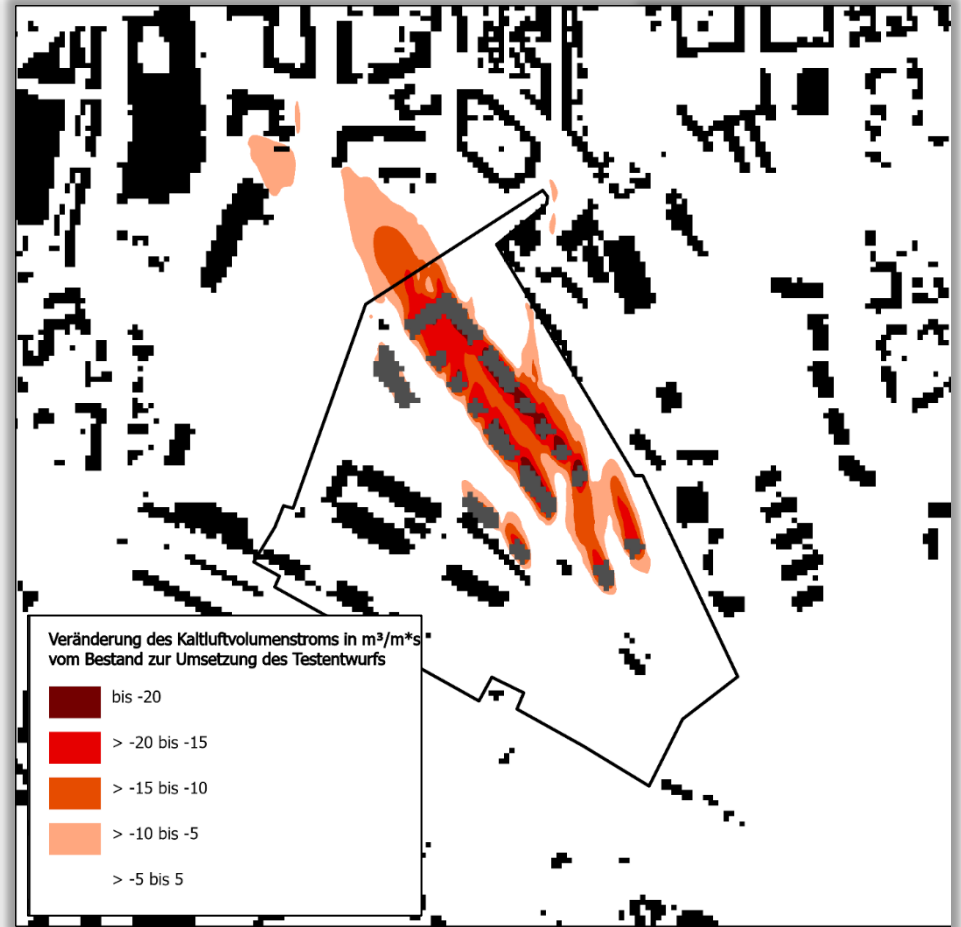 Veränderung des Kaltluftvolumenstroms in m³/m*s
vom Bestand zur Umsetzung des Testentwurfs
bis -20
> -20 bis -15
> -15 bis -10
> -10 bis -5
> -5 bis 5